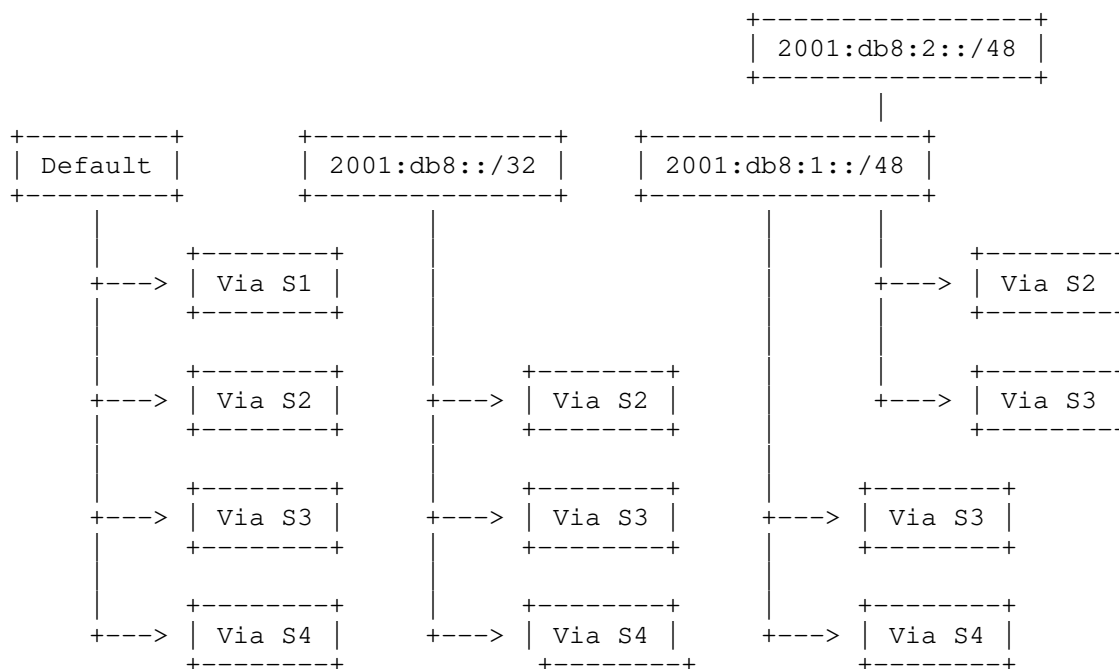 2001:db8:2::/48
Default 2001:db8::/32 2001:db8:1::/48
Via S1 Via S2
Via S2 Via S2 Via S3
Via S3 Via S3 Via S3
Via S4 Via S4 Via S4